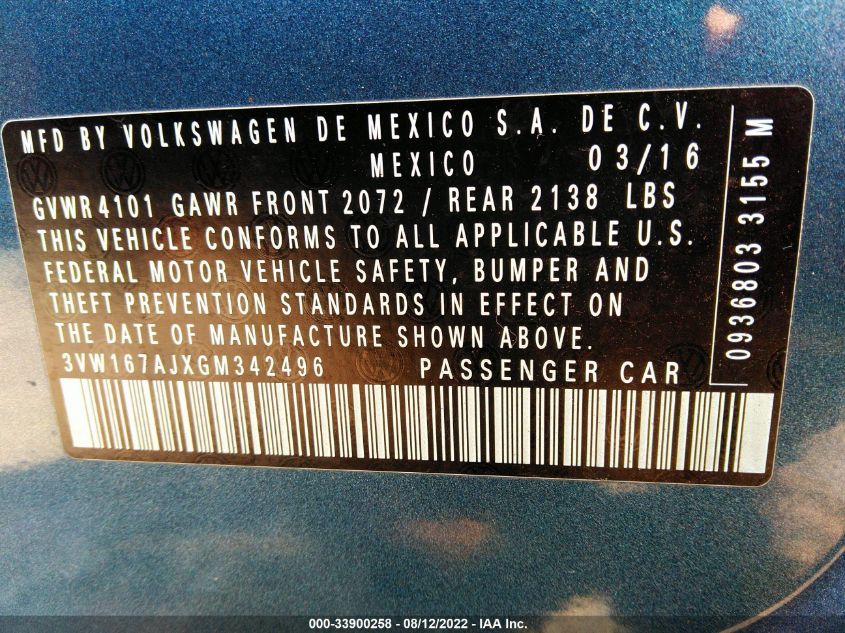 MFD BY VOLKSWAGEN DE MEXICO S.A. DE C.V.
MEXICO 03/16
GVWR 4101 GAWR FRONT 2072 / REAR 2138 LBS
THIS VEHICLE CONFORMS TO ALL APPLICABLE U.S.
FEDERAL MOTOR VEHICLE SAFETY, BUMPER AND
THEFT PREVENTION STANDARDS IN EFFECT ON
THE DATE OF MANUFACTURE SHOWN ABOVE.
3VW167AJXGM342496 PASSENGER CAR
0936803 3155 M
000-33900258 - 08/12/2022 - IAA Inc.